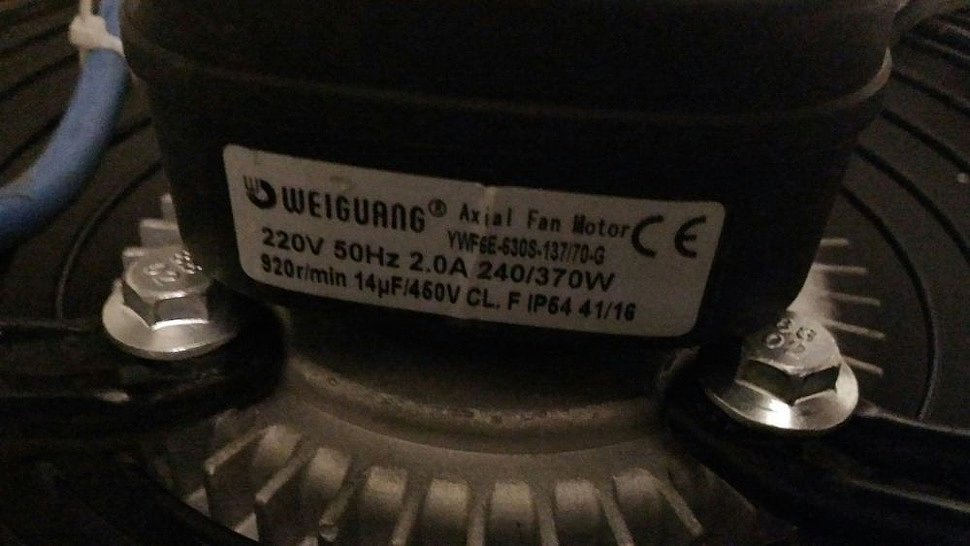 WEIGUANG® Axial Fan Motor CE
YWF6E-630S-137/70-G
220V 50Hz 2.0A 240/370W
920r/min 14µF/450V CL. F IP54 41/16